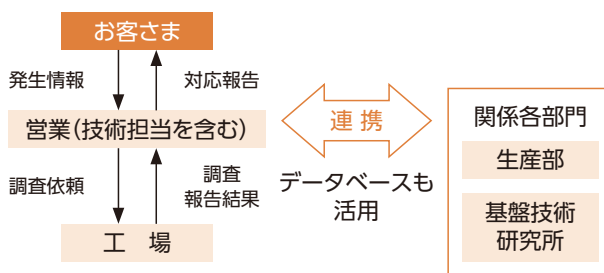 お客さま
発生情報
対応報告
営業(技術担当を含む)
調査依頼
調査
報告結果
工 場
連 携
データベースも
活用
関係各部門
生産部
基盤技術
研究所